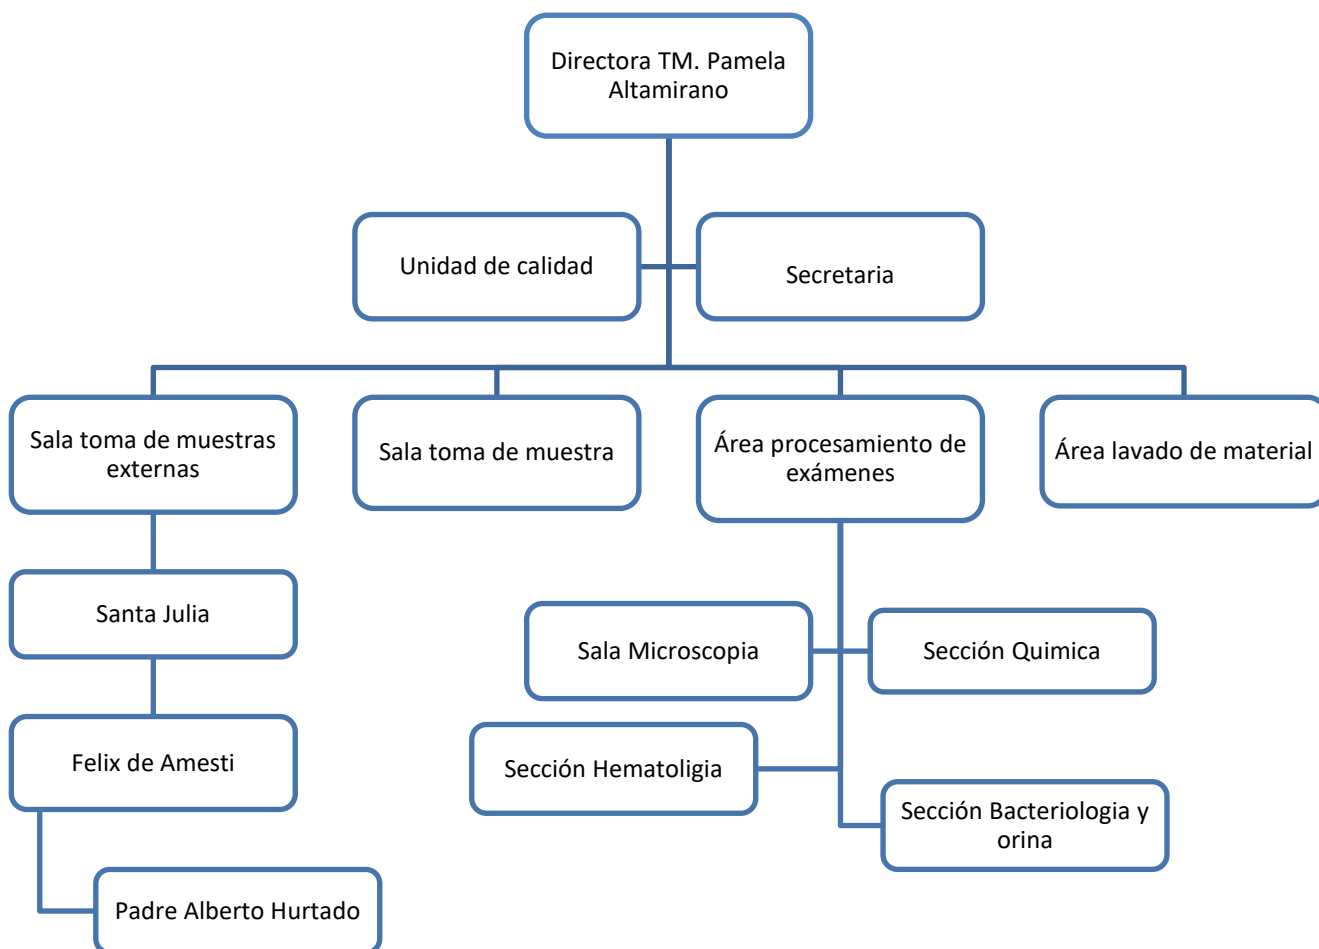 Directora TM. Pamela
Altamirano
Unidad de calidad
Secretaria
Sala toma de muestras
externas
Sala toma de muestra
Área procesamiento de
exámenes
Área lavado de material
Santa Julia
Sala Microscopia
Sección Quimica
Felix de Amesti
Sección Hematoligia
Sección Bacteriologia y
orina
Padre Alberto Hurtado